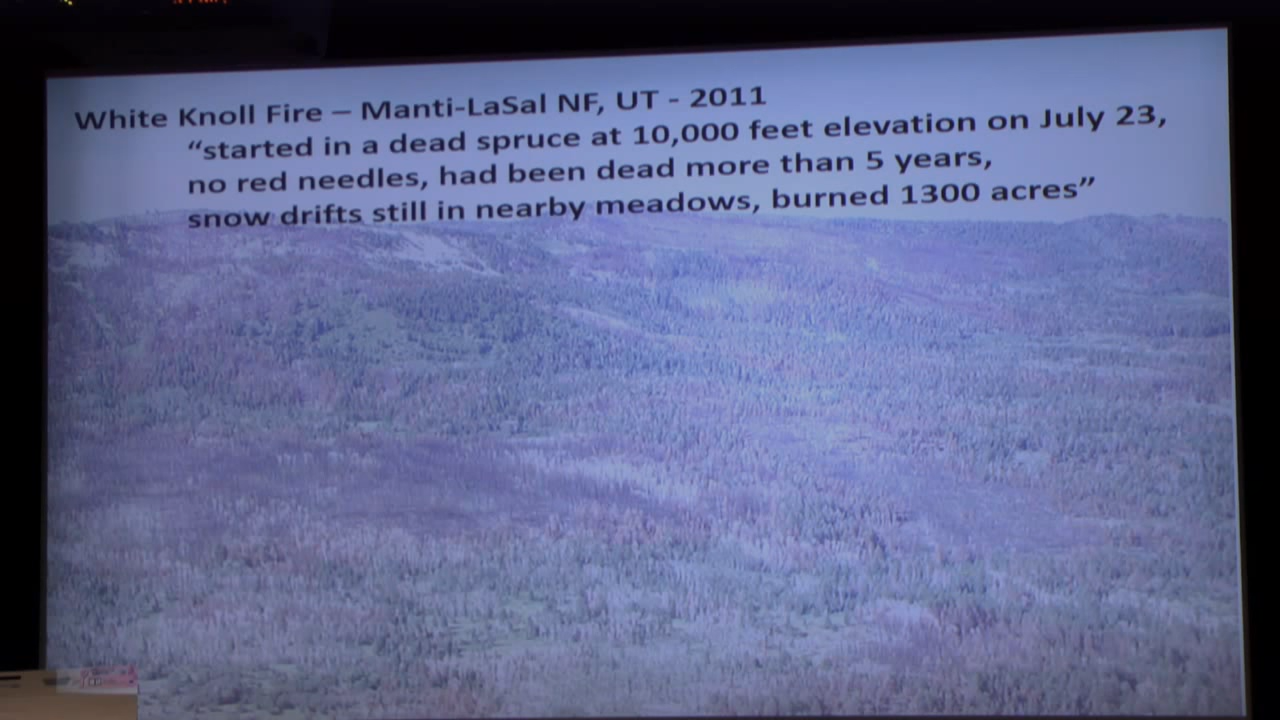 White Knoll Fire – Manti-LaSal NF, UT - 2011
“started in a dead spruce at 10,000 feet elevation on July 23,
no red needles, had been dead more than 5 years,
snow drifts still in nearby meadows, burned 1300 acres”